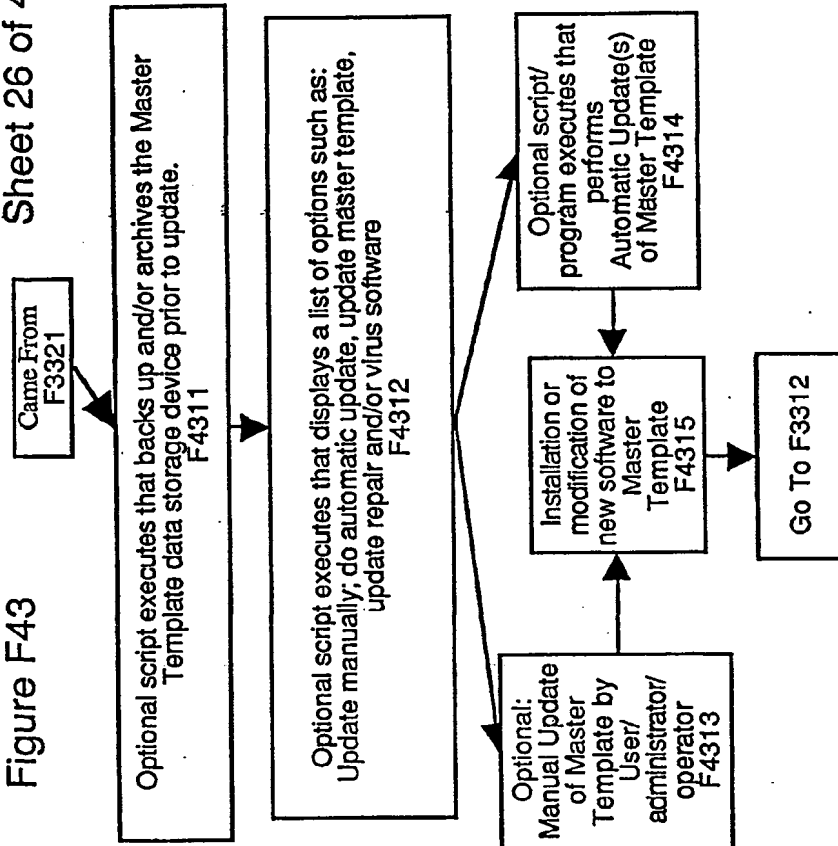 Figure F43
Sheet 26 of 4
Came From
F3321
Optional script executes that backs up and/or archives the Master
Template data storage device prior to update.
F4311
Optional script executes that displays a list of options such as:
Update manually; do automatic update, update master template,
update repair and/or virus software
F4312
Optional:
Manual Update
of Master
Template by
User/
administrator/
operator
F4313
Installation or
modification of
new software to
Master
Template
F4315
Optional script/
program executes that
performs
Automatic Update(s)
of Master Template
F4314
Go To F3312